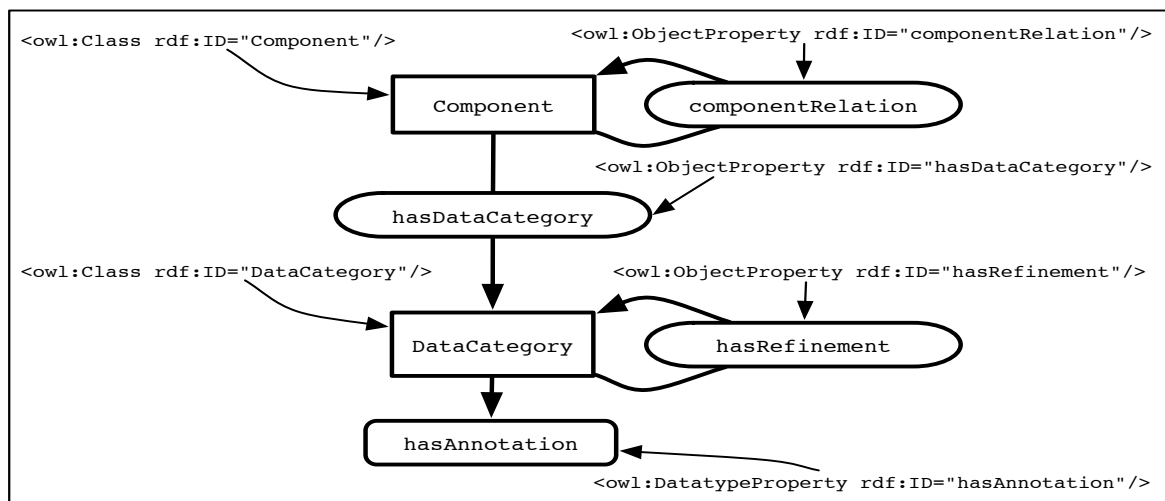 <owl:Class rdf:ID="Component"/>
<owl:ObjectProperty rdf:ID="componentRelation"/>
Component
componentRelation
<owl:ObjectProperty rdf:ID="hasDataCategory"/>
hasDataCategory
<owl:Class rdf:ID="DataCategory"/>
<owl:ObjectProperty rdf:ID="hasRefinement"/>
DataCategory
hasRefinement
hasAnnotation
<owl:DatatypeProperty rdf:ID="hasAnnotation"/>